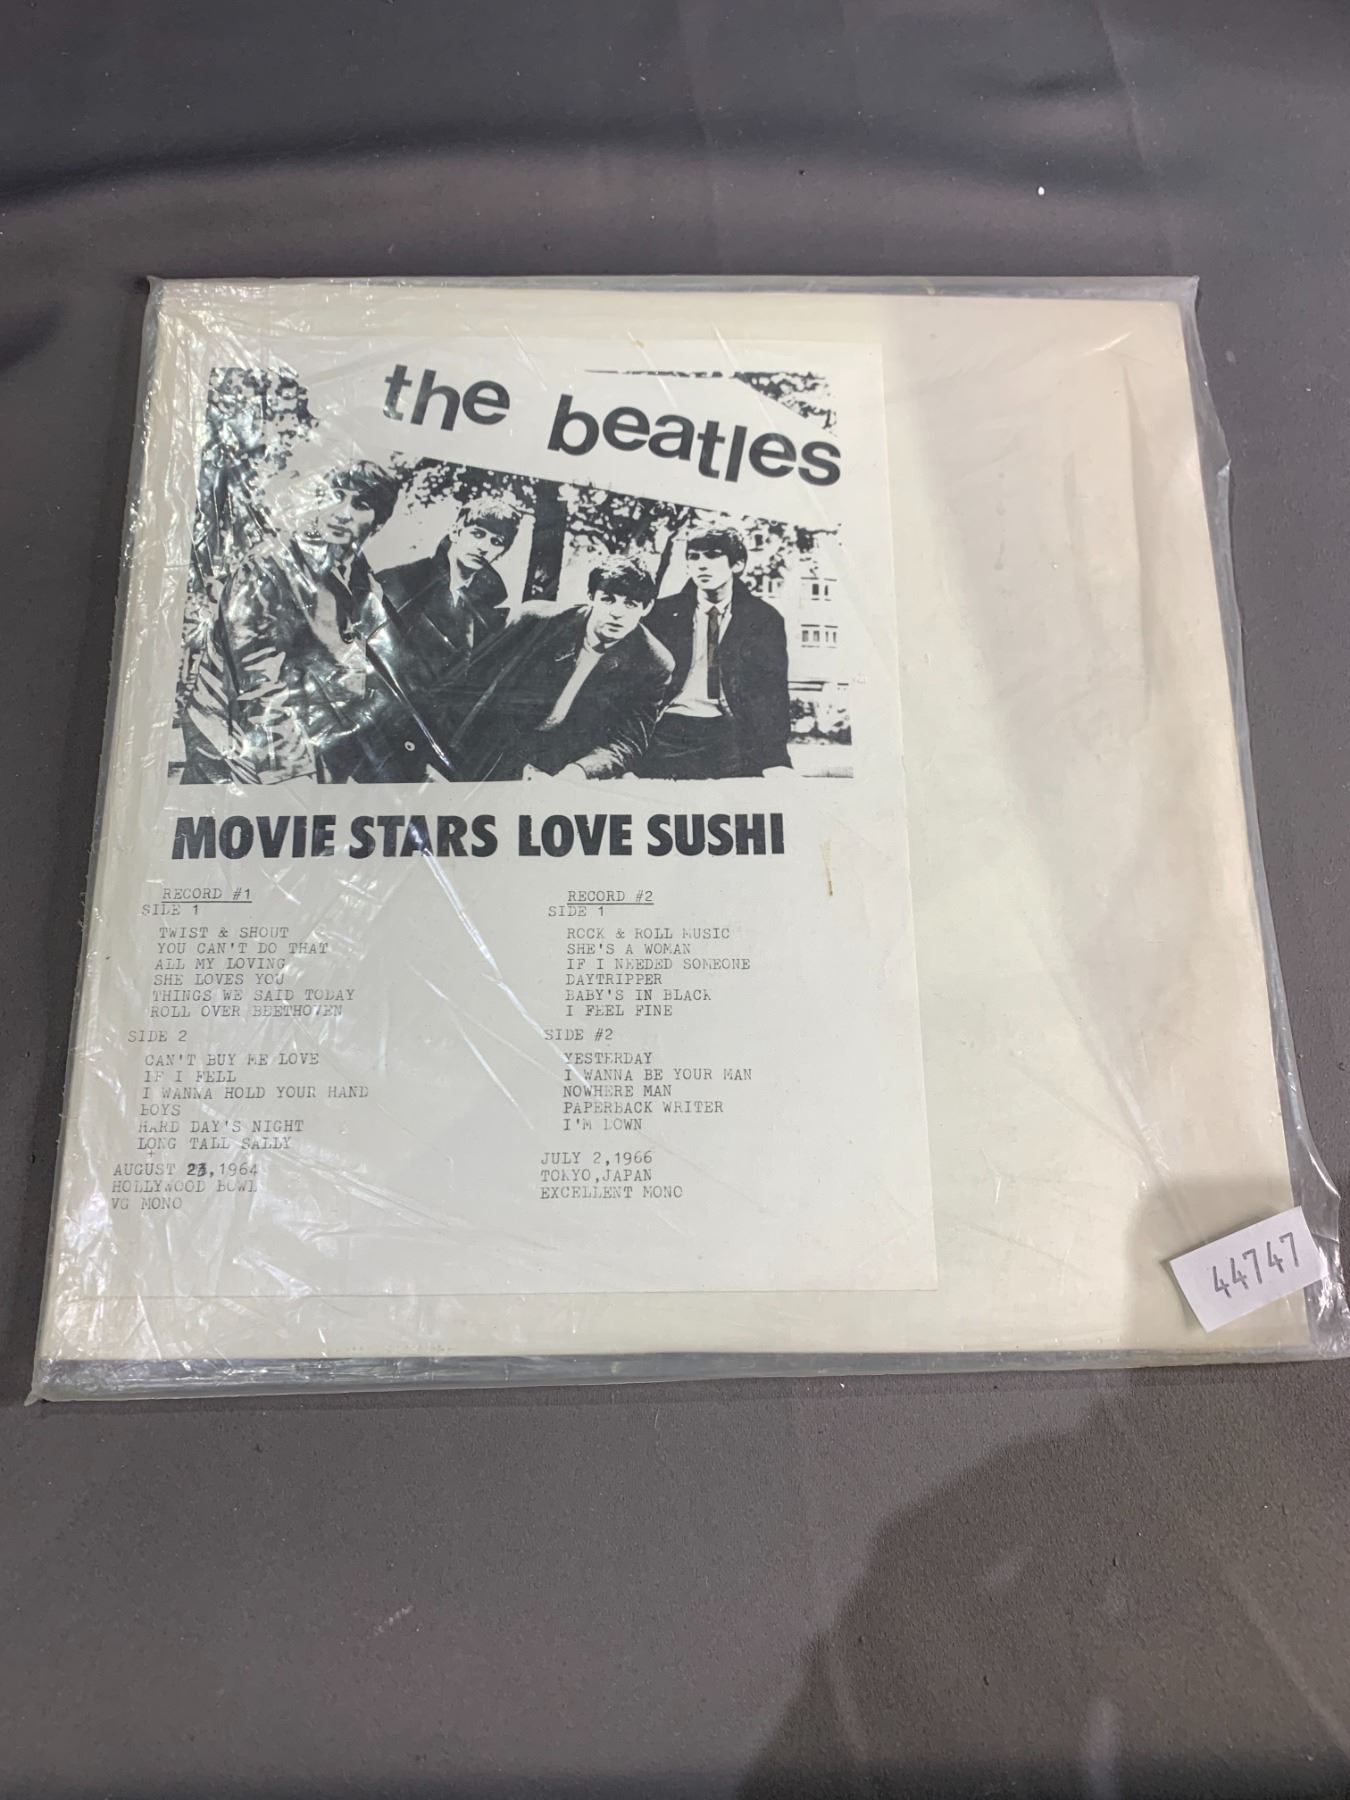 the beatles
MOVIE STARS LOVE SUSHI
RECORD #1
SIDE 1
TWIST & SHOUT
YOU CAN'T DO THAT
ALL MY LOVING
SHE LOVES YOU
THINGS WE SAID TODAY
ROLL OVER BEETHOVEN
SIDE 2
CAN'T BUY ME LOVE
IF I FELL
I WANNA HOLD YOUR HAND
BOYS
HARD DAY'S NIGHT
LONG TALL SALLY
AUGUST 23, 1964
HOLLYWOOD BOWL
VG MONO
RECORD #2
SIDE 1
ROCK & ROLL MUSIC
SHE'S A WOMAN
IF I NEEDED SOMEONE
DAYTRIPPER
BABY'S IN BLACK
I FEEL FINE
SIDE #2
YESTERDAY
I WANNA BE YOUR MAN
NOWHERE MAN
PAPERBACK WRITER
I'M DOWN
JULY 2,1966
TOKYO,JAPAN
EXCELLENT MONO
44747